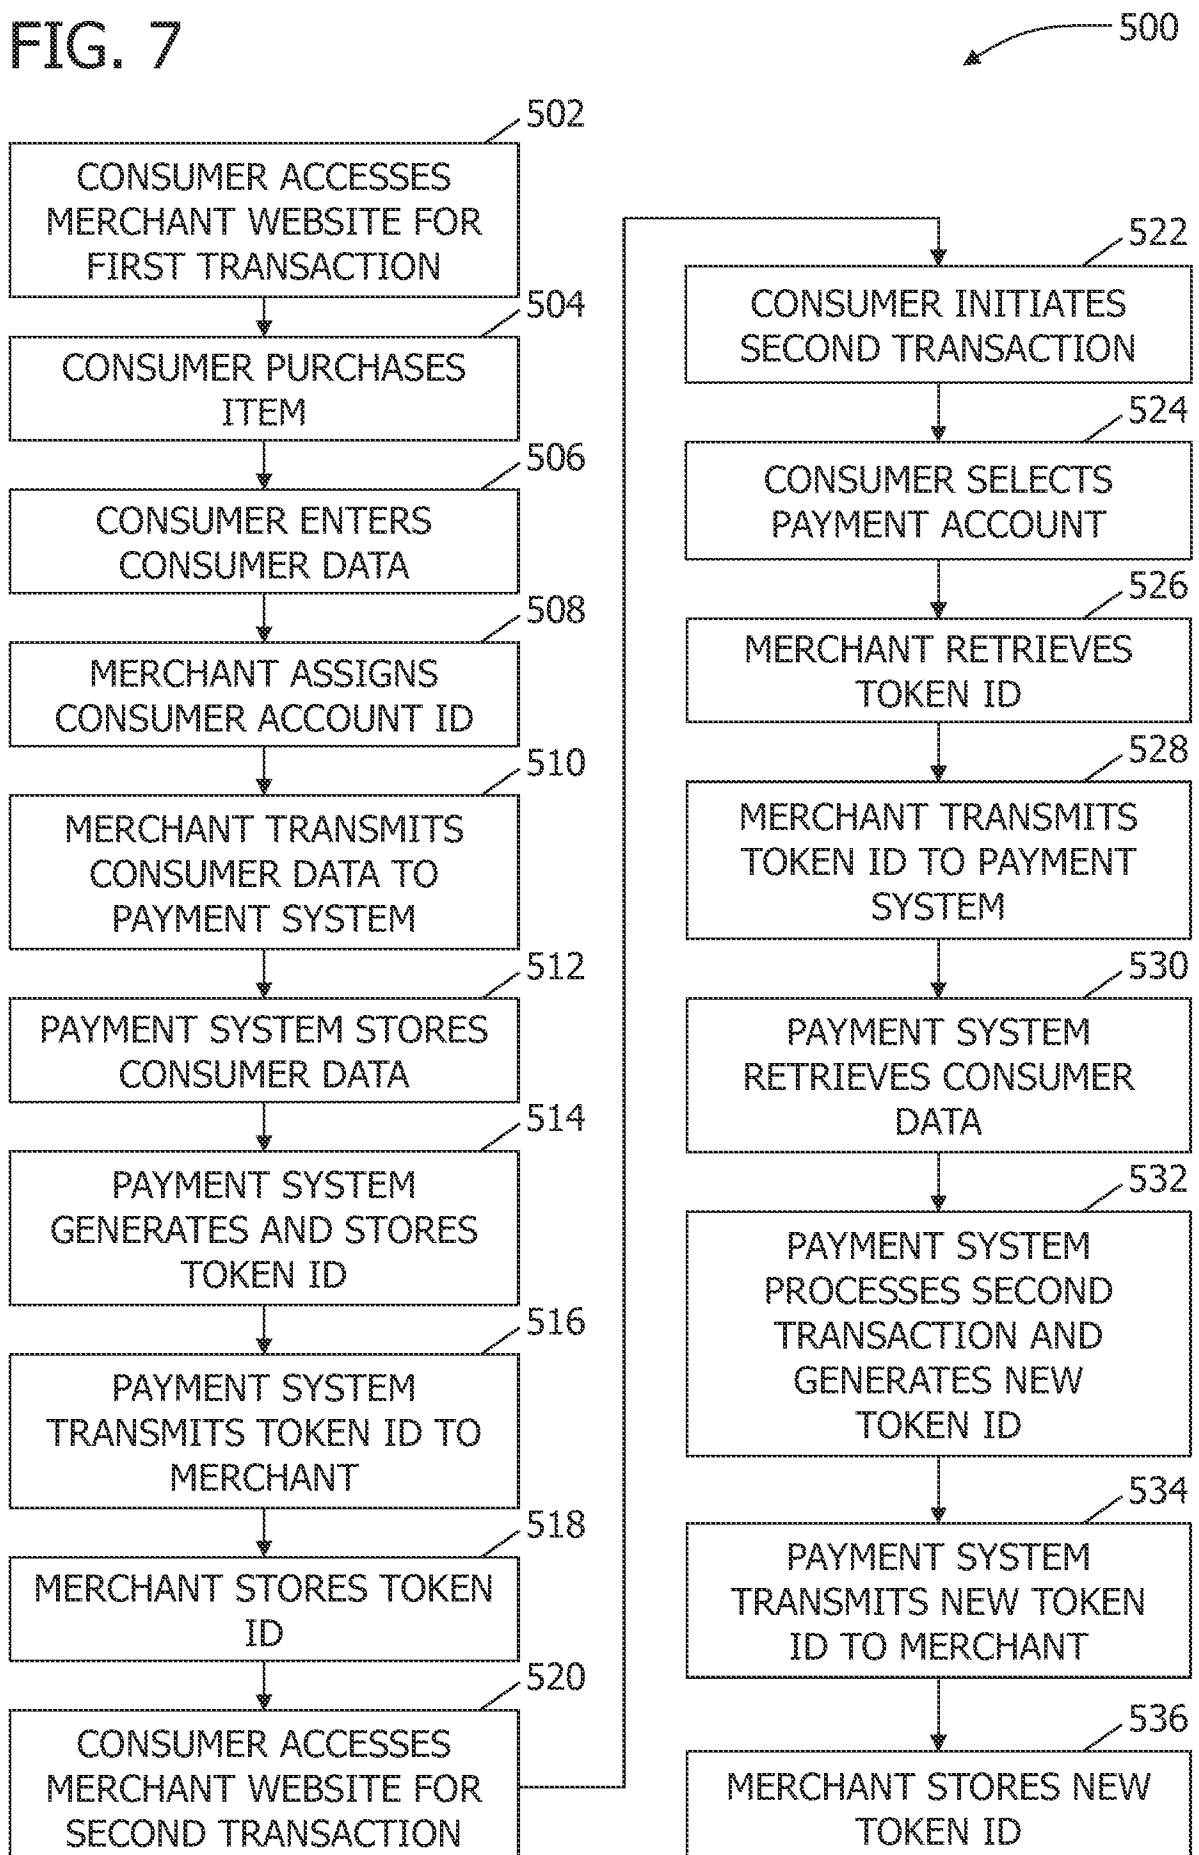 FIG. 7
500
502
CONSUMER ACCESSES
MERCHANT WEBSITE FOR
FIRST TRANSACTION
504
CONSUMER PURCHASES
ITEM
506
CONSUMER ENTERS
CONSUMER DATA
508
MERCHANT ASSIGNS
CONSUMER ACCOUNT ID
510
MERCHANT TRANSMITS
CONSUMER DATA TO
PAYMENT SYSTEM
512
PAYMENT SYSTEM STORES
CONSUMER DATA
514
PAYMENT SYSTEM
GENERATES AND STORES
TOKEN ID
516
PAYMENT SYSTEM
TRANSMITS TOKEN ID TO
MERCHANT
518
MERCHANT STORES TOKEN
ID
520
CONSUMER ACCESSES
MERCHANT WEBSITE FOR
SECOND TRANSACTION
522
CONSUMER INITIATES
SECOND TRANSACTION
524
CONSUMER SELECTS
PAYMENT ACCOUNT
526
MERCHANT RETRIEVES
TOKEN ID
528
MERCHANT TRANSMITS
TOKEN ID TO PAYMENT
SYSTEM
530
PAYMENT SYSTEM
RETRIEVES CONSUMER
DATA
532
PAYMENT SYSTEM
PROCESSES SECOND
TRANSACTION AND
GENERATES NEW
TOKEN ID
534
PAYMENT SYSTEM
TRANSMITS NEW TOKEN
ID TO MERCHANT
536
MERCHANT STORES NEW
TOKEN ID